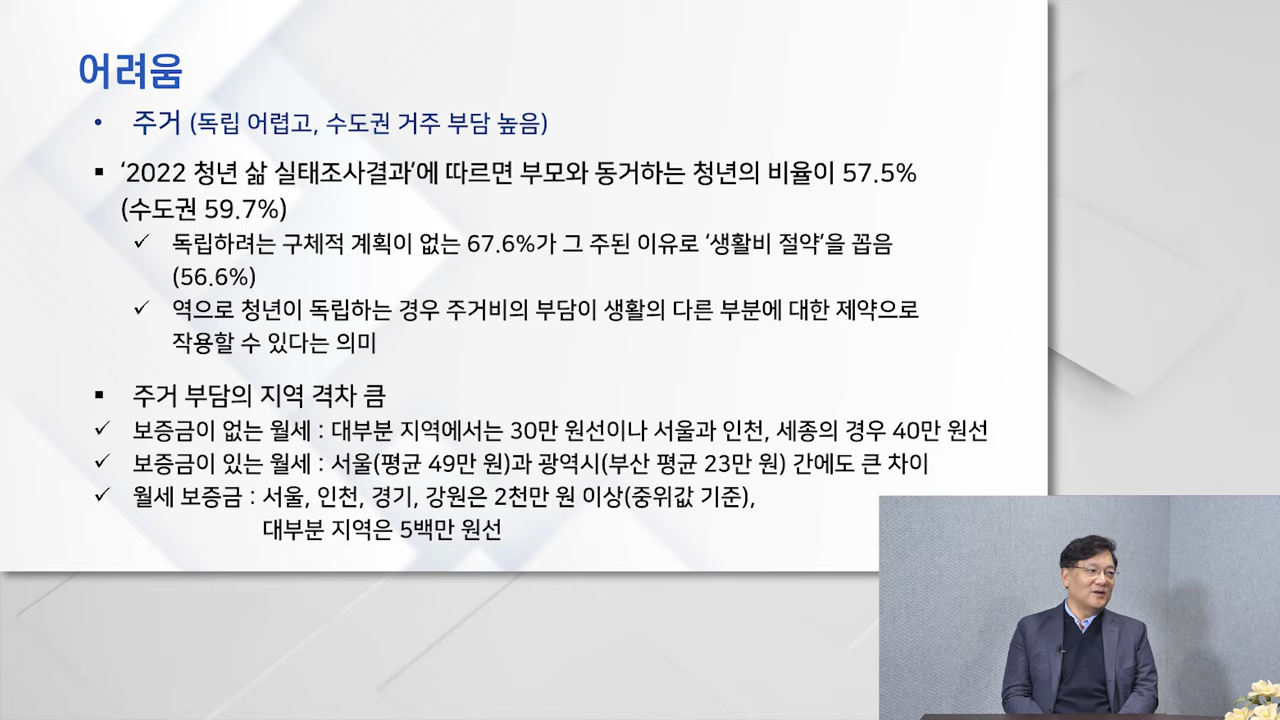 어려움
• 주거 (독립 어렵고, 수도권 거주 부담 높음)
▪ ‘2022 청년 삶 실태조사결과’에 따르면 부모와 동거하는 청년의 비율이 57.5%
(수도권 59.7%)
✓ 독립하려는 구체적 계획이 없는 67.6%가 그 주된 이유로 ‘생활비 절약’을 꼽음
(56.6%)
✓ 역으로 청년이 독립하는 경우 주거비의 부담이 생활의 다른 부분에 대한 제약으로
작용할 수 있다는 의미
▪ 주거 부담의 지역 격차 큼
✓ 보증금이 없는 월세 : 대부분 지역에서는 30만 원선이나 서울과 인천, 세종의 경우 40만 원선
✓ 보증금이 있는 월세 : 서울(평균 49만 원)과 광역시(부산 평균 23만 원) 간에도 큰 차이
✓ 월세 보증금 : 서울, 인천, 경기, 강원은 2천만 원 이상(중위값 기준),
대부분 지역은 5백만 원선